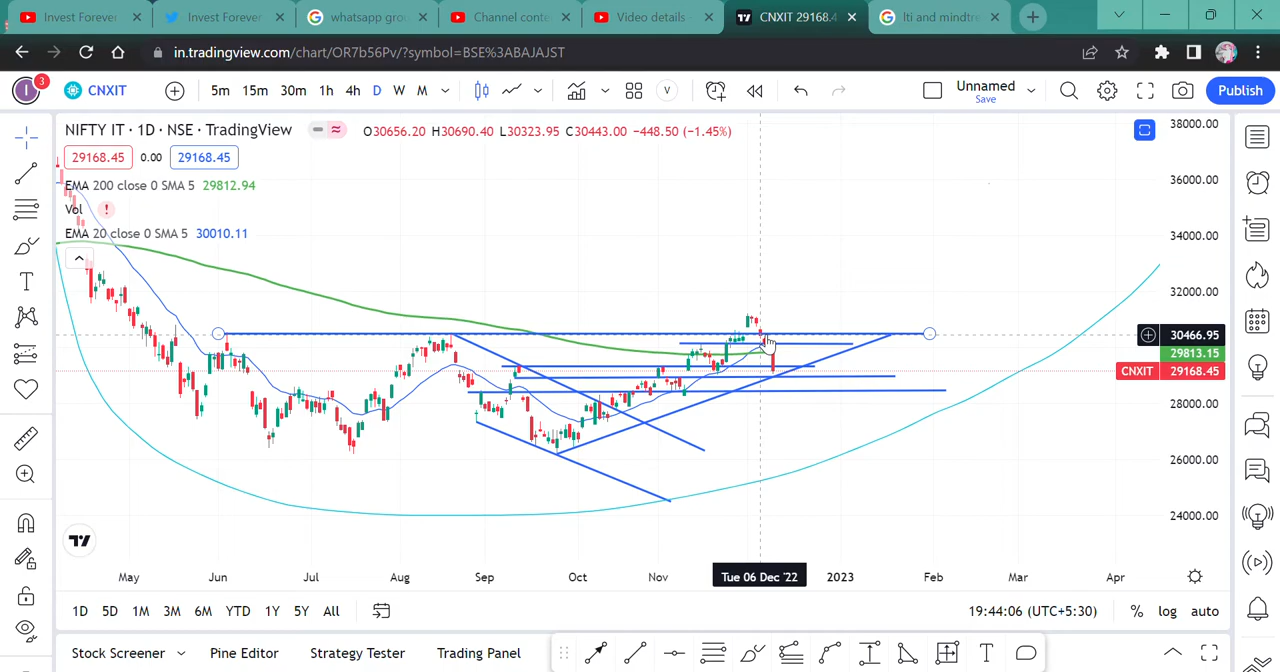 Invest Forever
Invest Forever
whatsapp grou
Channel conte
Video details -
CNXIT 29168.4
lti and mindtre
in.tradingview.com/chart/OR7b56Pv/?symbol=BSE%3ABAJAJST
I
3
CNXIT
5m
15m
30m
1h
4h
D
W
M
V
Unnamed
Save
Publish
NIFTY IT · 1D · NSE · TradingView
O30656.20 H30690.40 L30323.95 C30443.00 −448.50 (−1.45%)
29168.45
0.00
29168.45
EMA 200 close 0 SMA 5 29812.94
Vol
EMA 20 close 0 SMA 5 30010.11
38000.00
36000.00
34000.00
32000.00
30466.95
29813.15
CNXIT 29168.45
28000.00
26000.00
24000.00
May
Jun
Jul
Aug
Sep
Oct
Nov
Tue 06 Dec '22
2023
Feb
Mar
Apr
1D
5D
1M
3M
6M
YTD
1Y
5Y
All
19:44:06 (UTC+5:30)
%
log
auto
Stock Screener
Pine Editor
Strategy Tester
Trading Panel